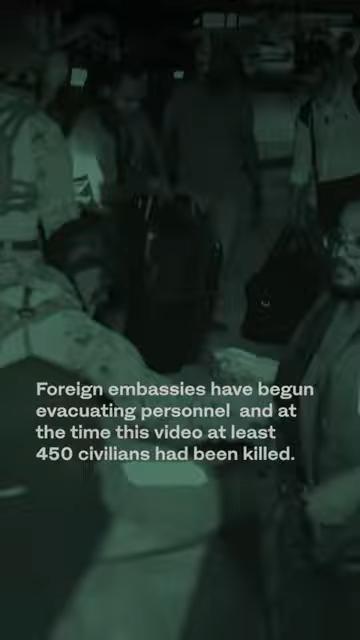 Foreign embassies have begun
evacuating personnel  and at
the time this video at least
450 civilians had been killed.